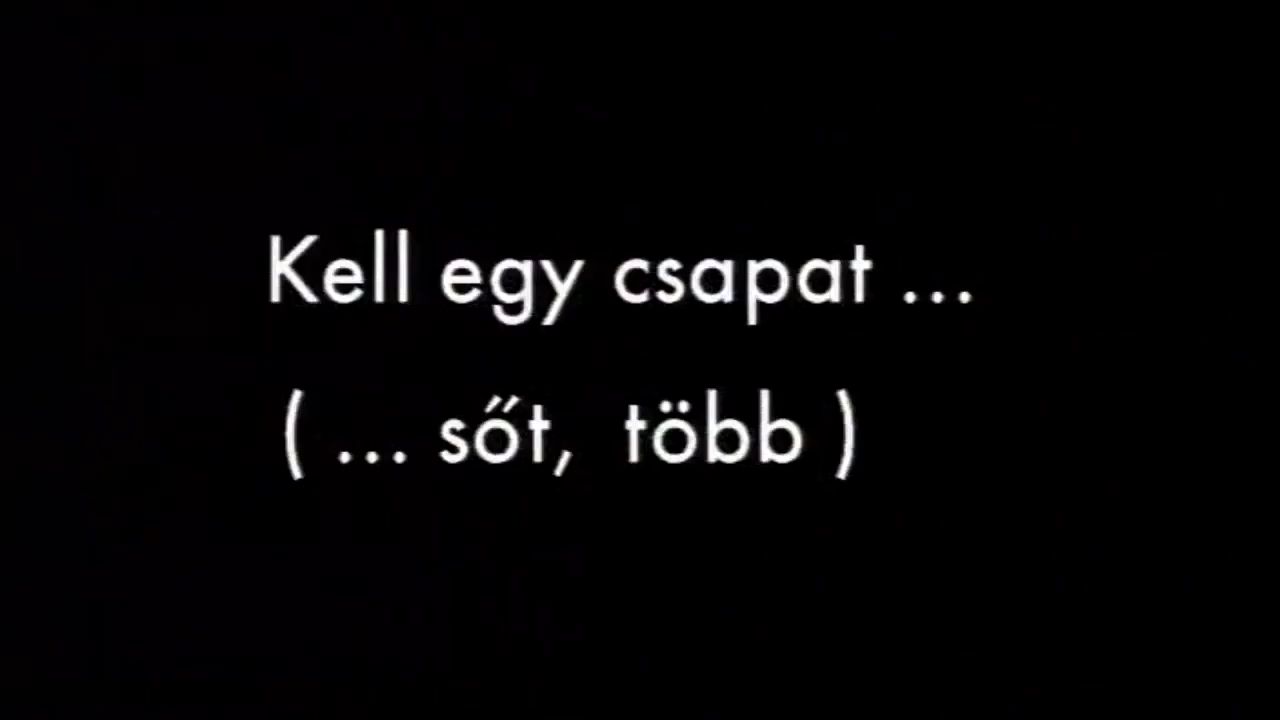 Kell egy csapat ...
( ... sőt, több )